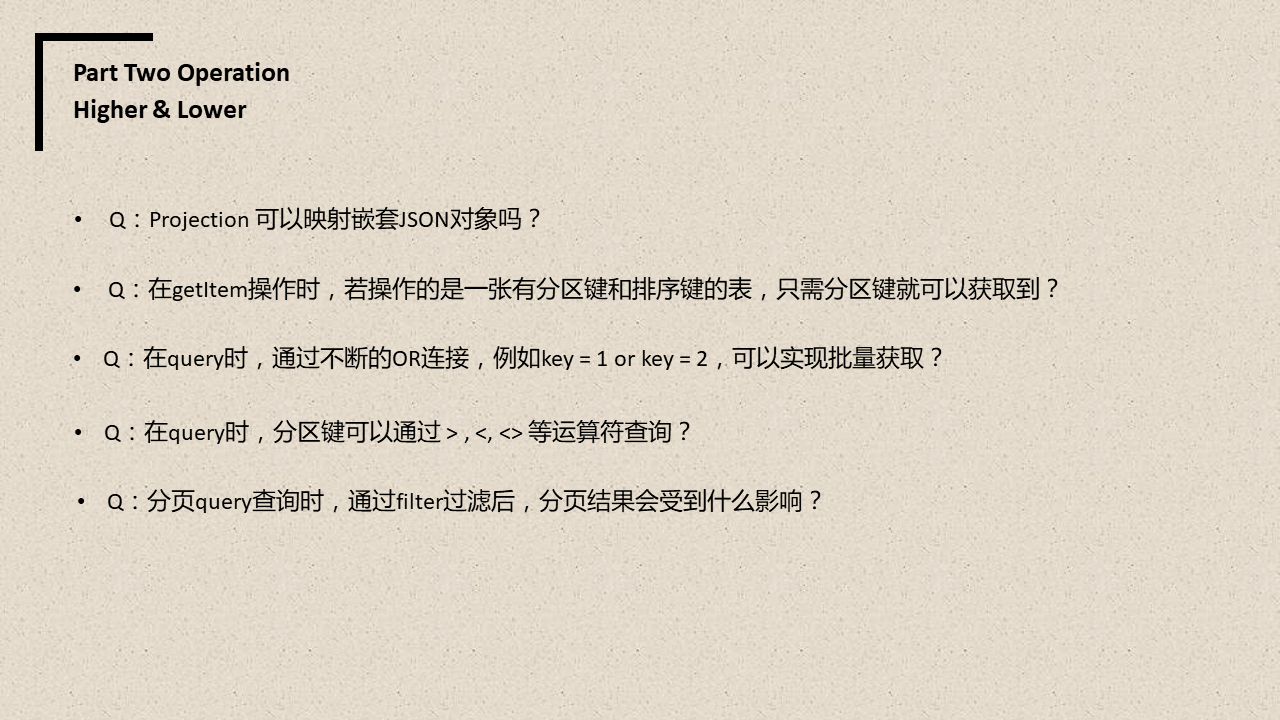 Part Two Operation
Higher & Lower
• Q：Projection 可以映射嵌套JSON对象吗？
• Q：在getItem操作时，若操作的是一张有分区键和排序键的表，只需分区键就可以获取到？
• Q：在query时，通过不断的OR连接，例如key = 1 or key = 2，可以实现批量获取？
• Q：在query时，分区键可以通过 > , <, <> 等运算符查询？
• Q：分页query查询时，通过filter过滤后，分页结果会受到什么影响？